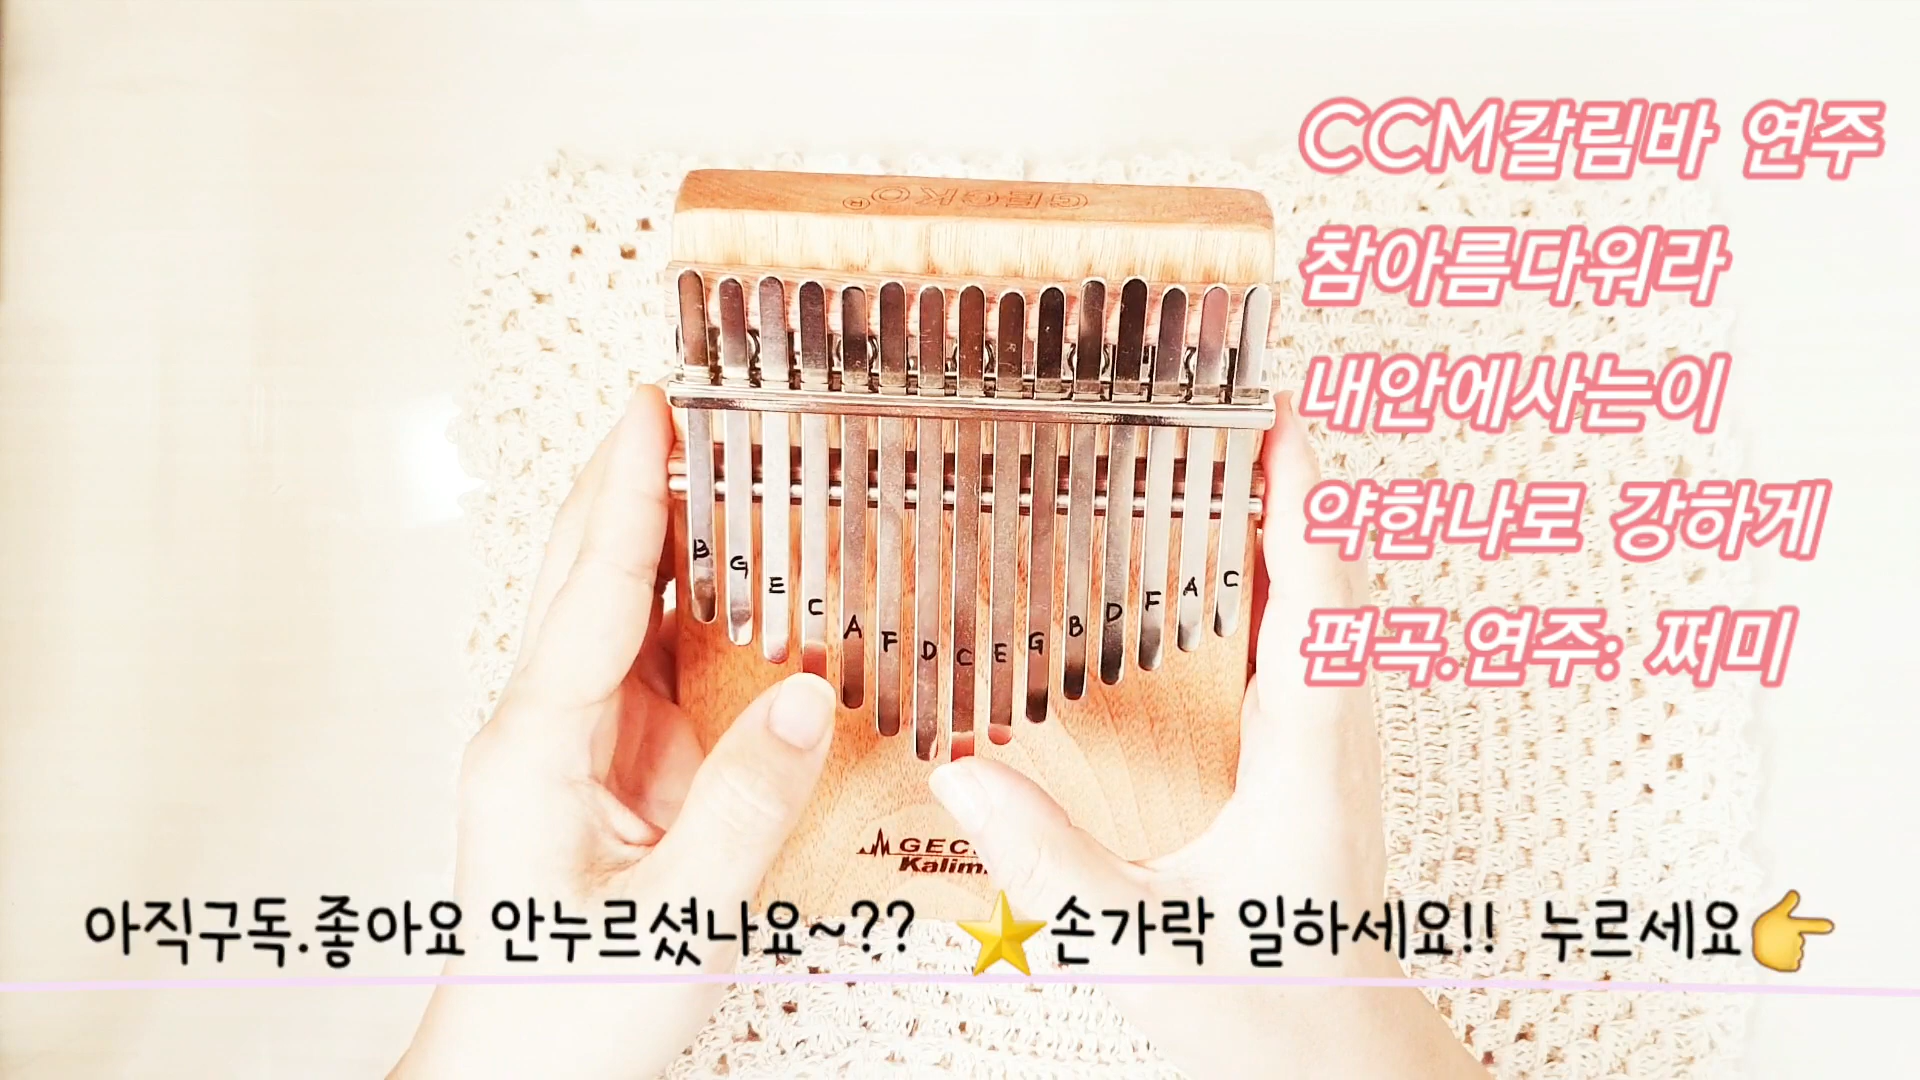 CCM칼림바 연주
참아름다워라
내안에사는이
약한나로 강하게
편곡.연주: 쩌미
GECKO®
B G E C A F D C E G B D F A C
GEC
Kalim
아직구독.좋아요 안누르셨나요~?? ⭐손가락 일하세요!! 누르세요👉